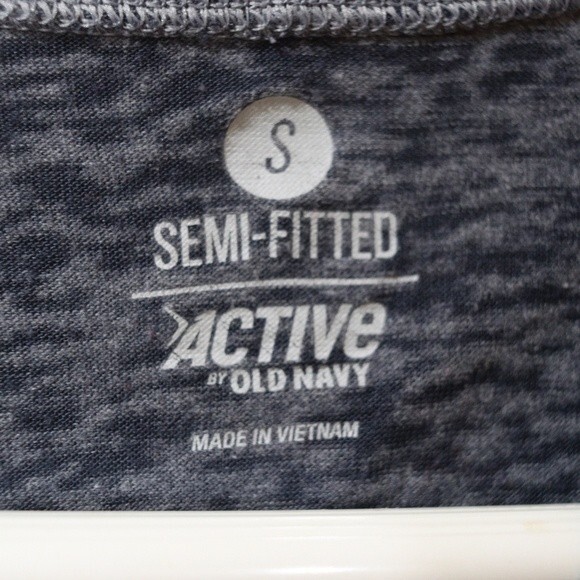 S
SEMI-FITTED
ACTIVE
BY OLD NAVY
MADE IN VIETNAM